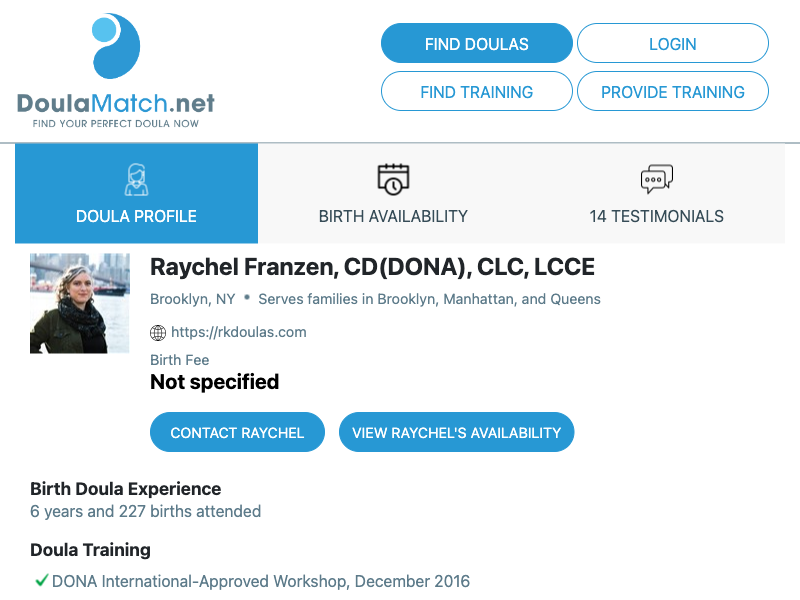 DoulaMatch.net
FIND YOUR PERFECT DOULA NOW
FIND DOULAS
LOGIN
FIND TRAINING
PROVIDE TRAINING
DOULA PROFILE
BIRTH AVAILABILITY
14 TESTIMONIALS
Raychel Franzen, CD(DONA), CLC, LCCE
Brooklyn, NY • Serves families in Brooklyn, Manhattan, and Queens
https://rkdoulas.com
Birth Fee
Not specified
CONTACT RAYCHEL
VIEW RAYCHEL'S AVAILABILITY
Birth Doula Experience
6 years and 227 births attended
Doula Training
DONA International-Approved Workshop, December 2016